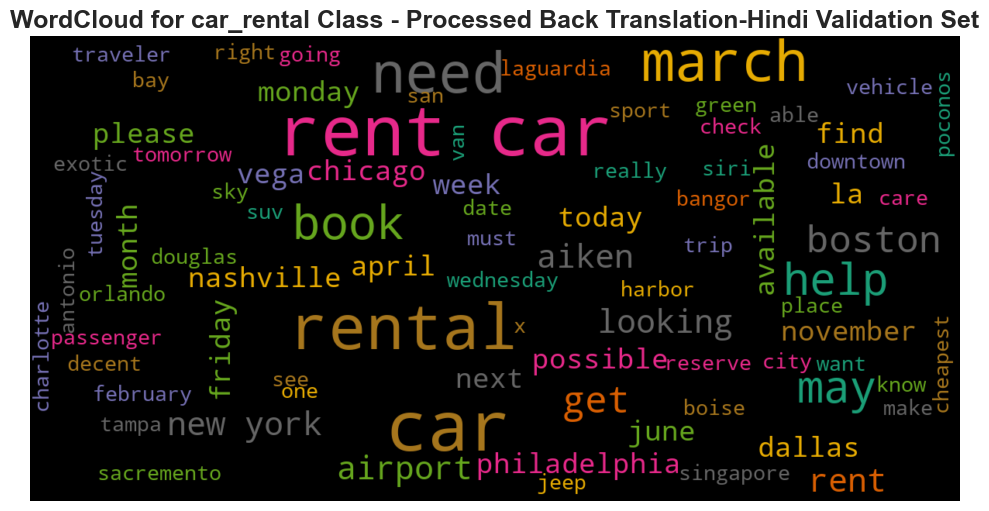 WordCloud for car_rental Class - Processed Back Translation-Hindi Validation Set
traveler right going need laguardia march
bay monday san sport green vehicle
please rent car van check able find poconos
exotic tomorrow vega chicago week really siri available downtown
tuesday sky suv book date today bangor la care
month douglas nashville april must aiken trip boston
antonio orlando wednesday harbor help place
charlotte passenger friday rental x looking november
decent see possible reserve city want cheapest
february one next get boise may know make
tampa new york car june dallas
sacremento airport philadelphia jeep singapore rent